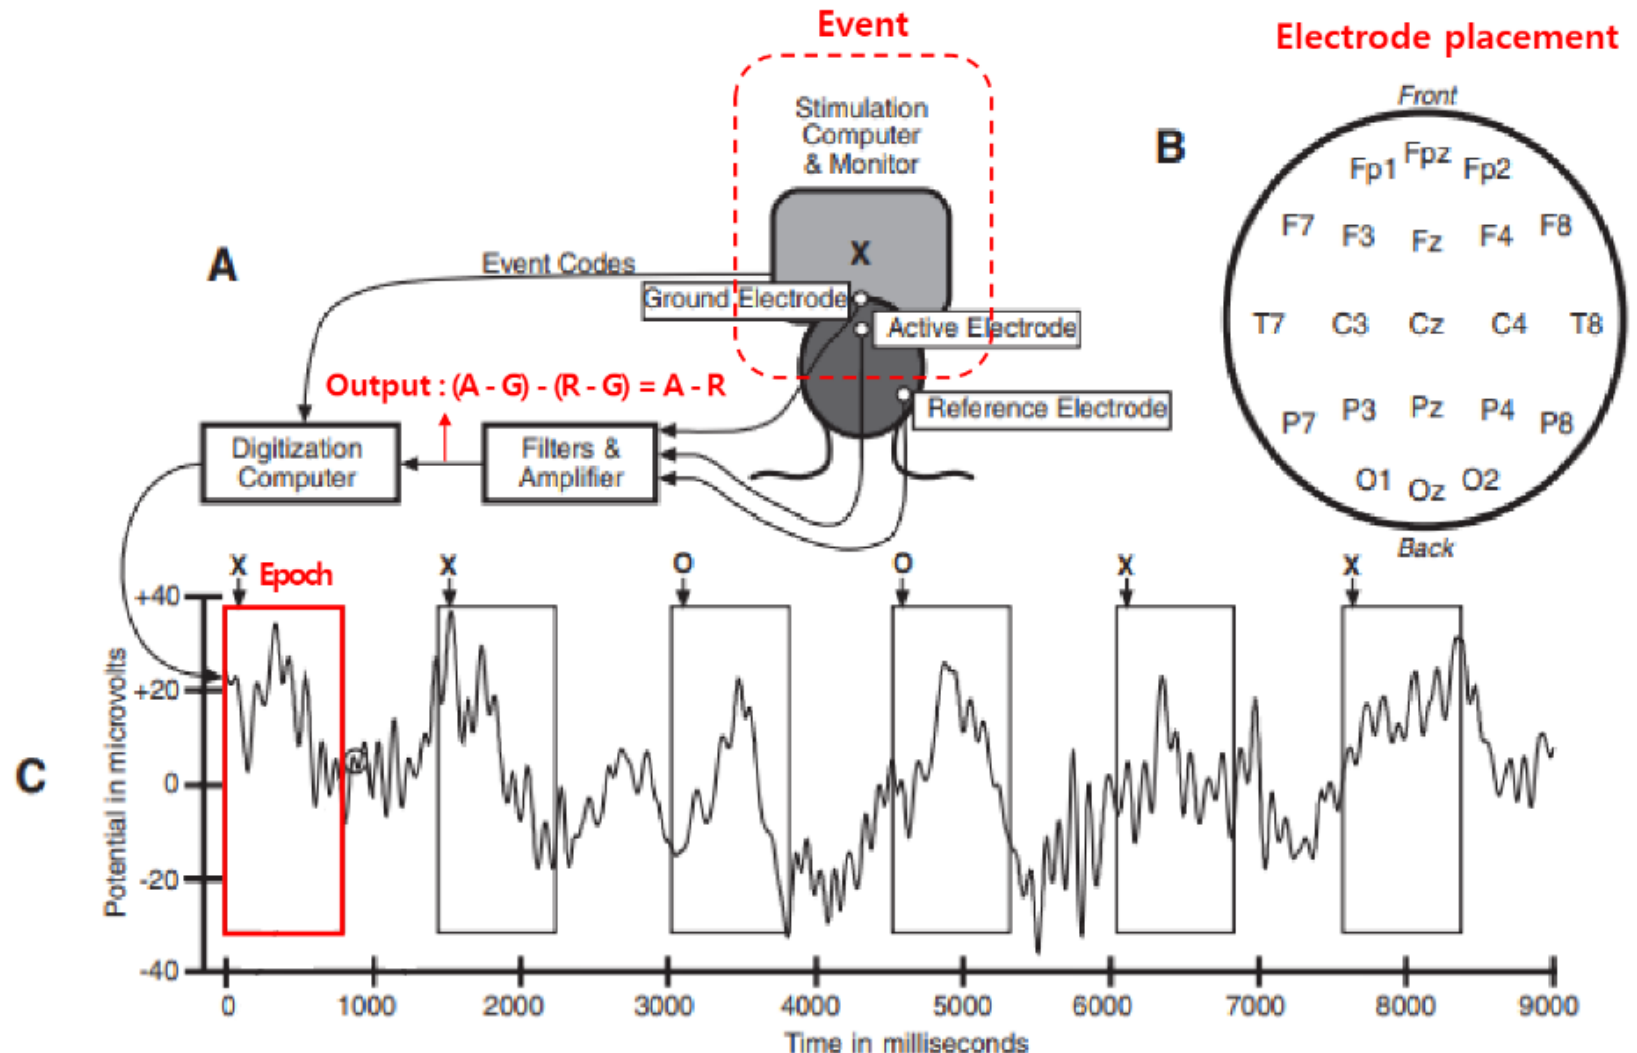 Event
Electrode placement
A
Stimulation
Computer
& Monitor
X
Event Codes
Ground Electrode
Active Electrode
Reference Electrode
Output : (A - G) - (R - G) = A - R
Digitization
Computer
Filters &
Amplifier
B
Front
Fp1 Fpz Fp2
F7 F3 Fz F4 F8
T7 C3 Cz C4 T8
P7 P3 Pz P4 P8
O1 Oz O2
Back
C
X Epoch X O O X X
Potential in microvolts
+40
+20
0
-20
-40
0 1000 2000 3000 4000 5000 6000 7000 8000 9000
Time in milliseconds